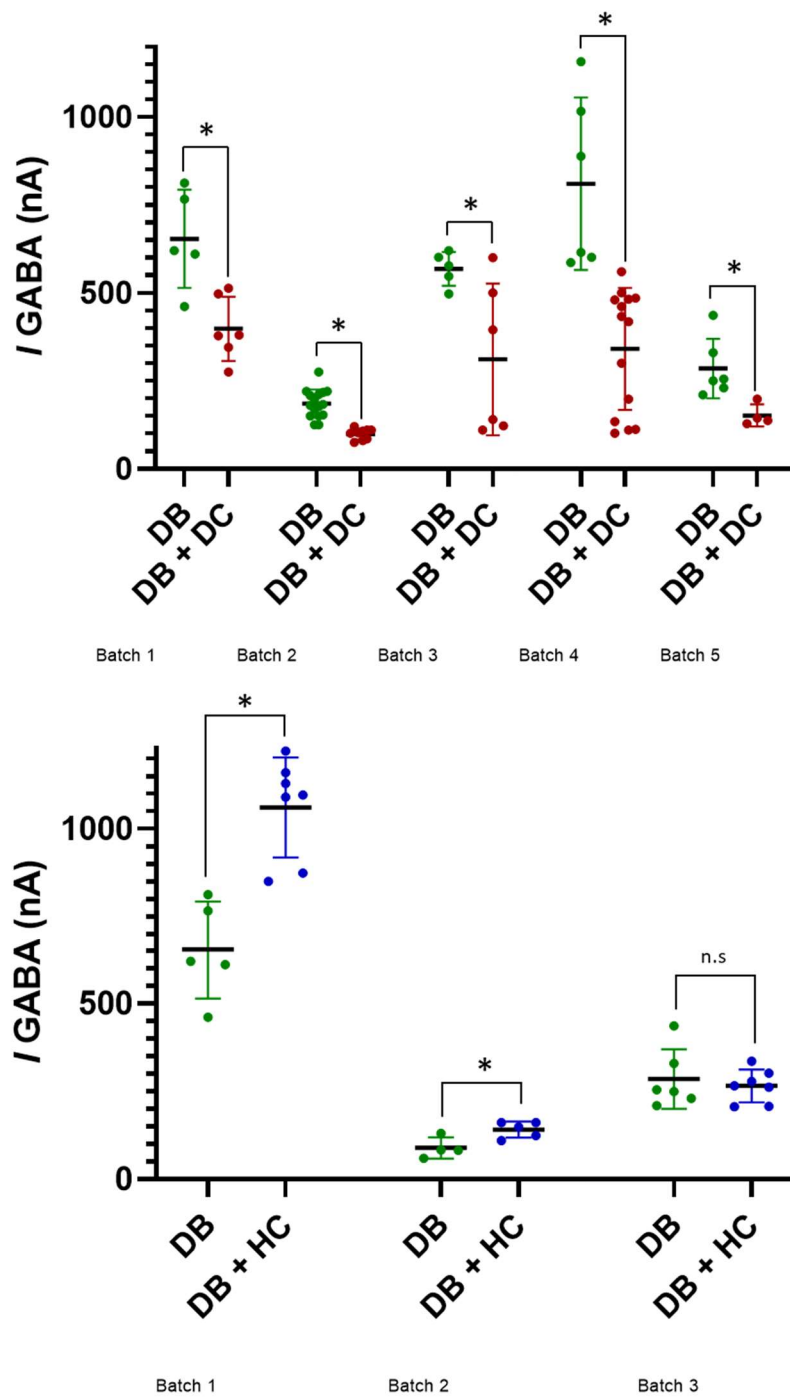 *
*
*
*
*
I GABA (nA)
1000
500
0
DB
DB + DC
DB
DB + DC
DB
DB + DC
DB
DB + DC
DB
DB + DC
Batch 1 Batch 2 Batch 3 Batch 4 Batch 5
*
*
n.s
I GABA (nA)
1000
500
0
DB
DB + HC
DB
DB + HC
DB
DB + HC
Batch 1 Batch 2 Batch 3